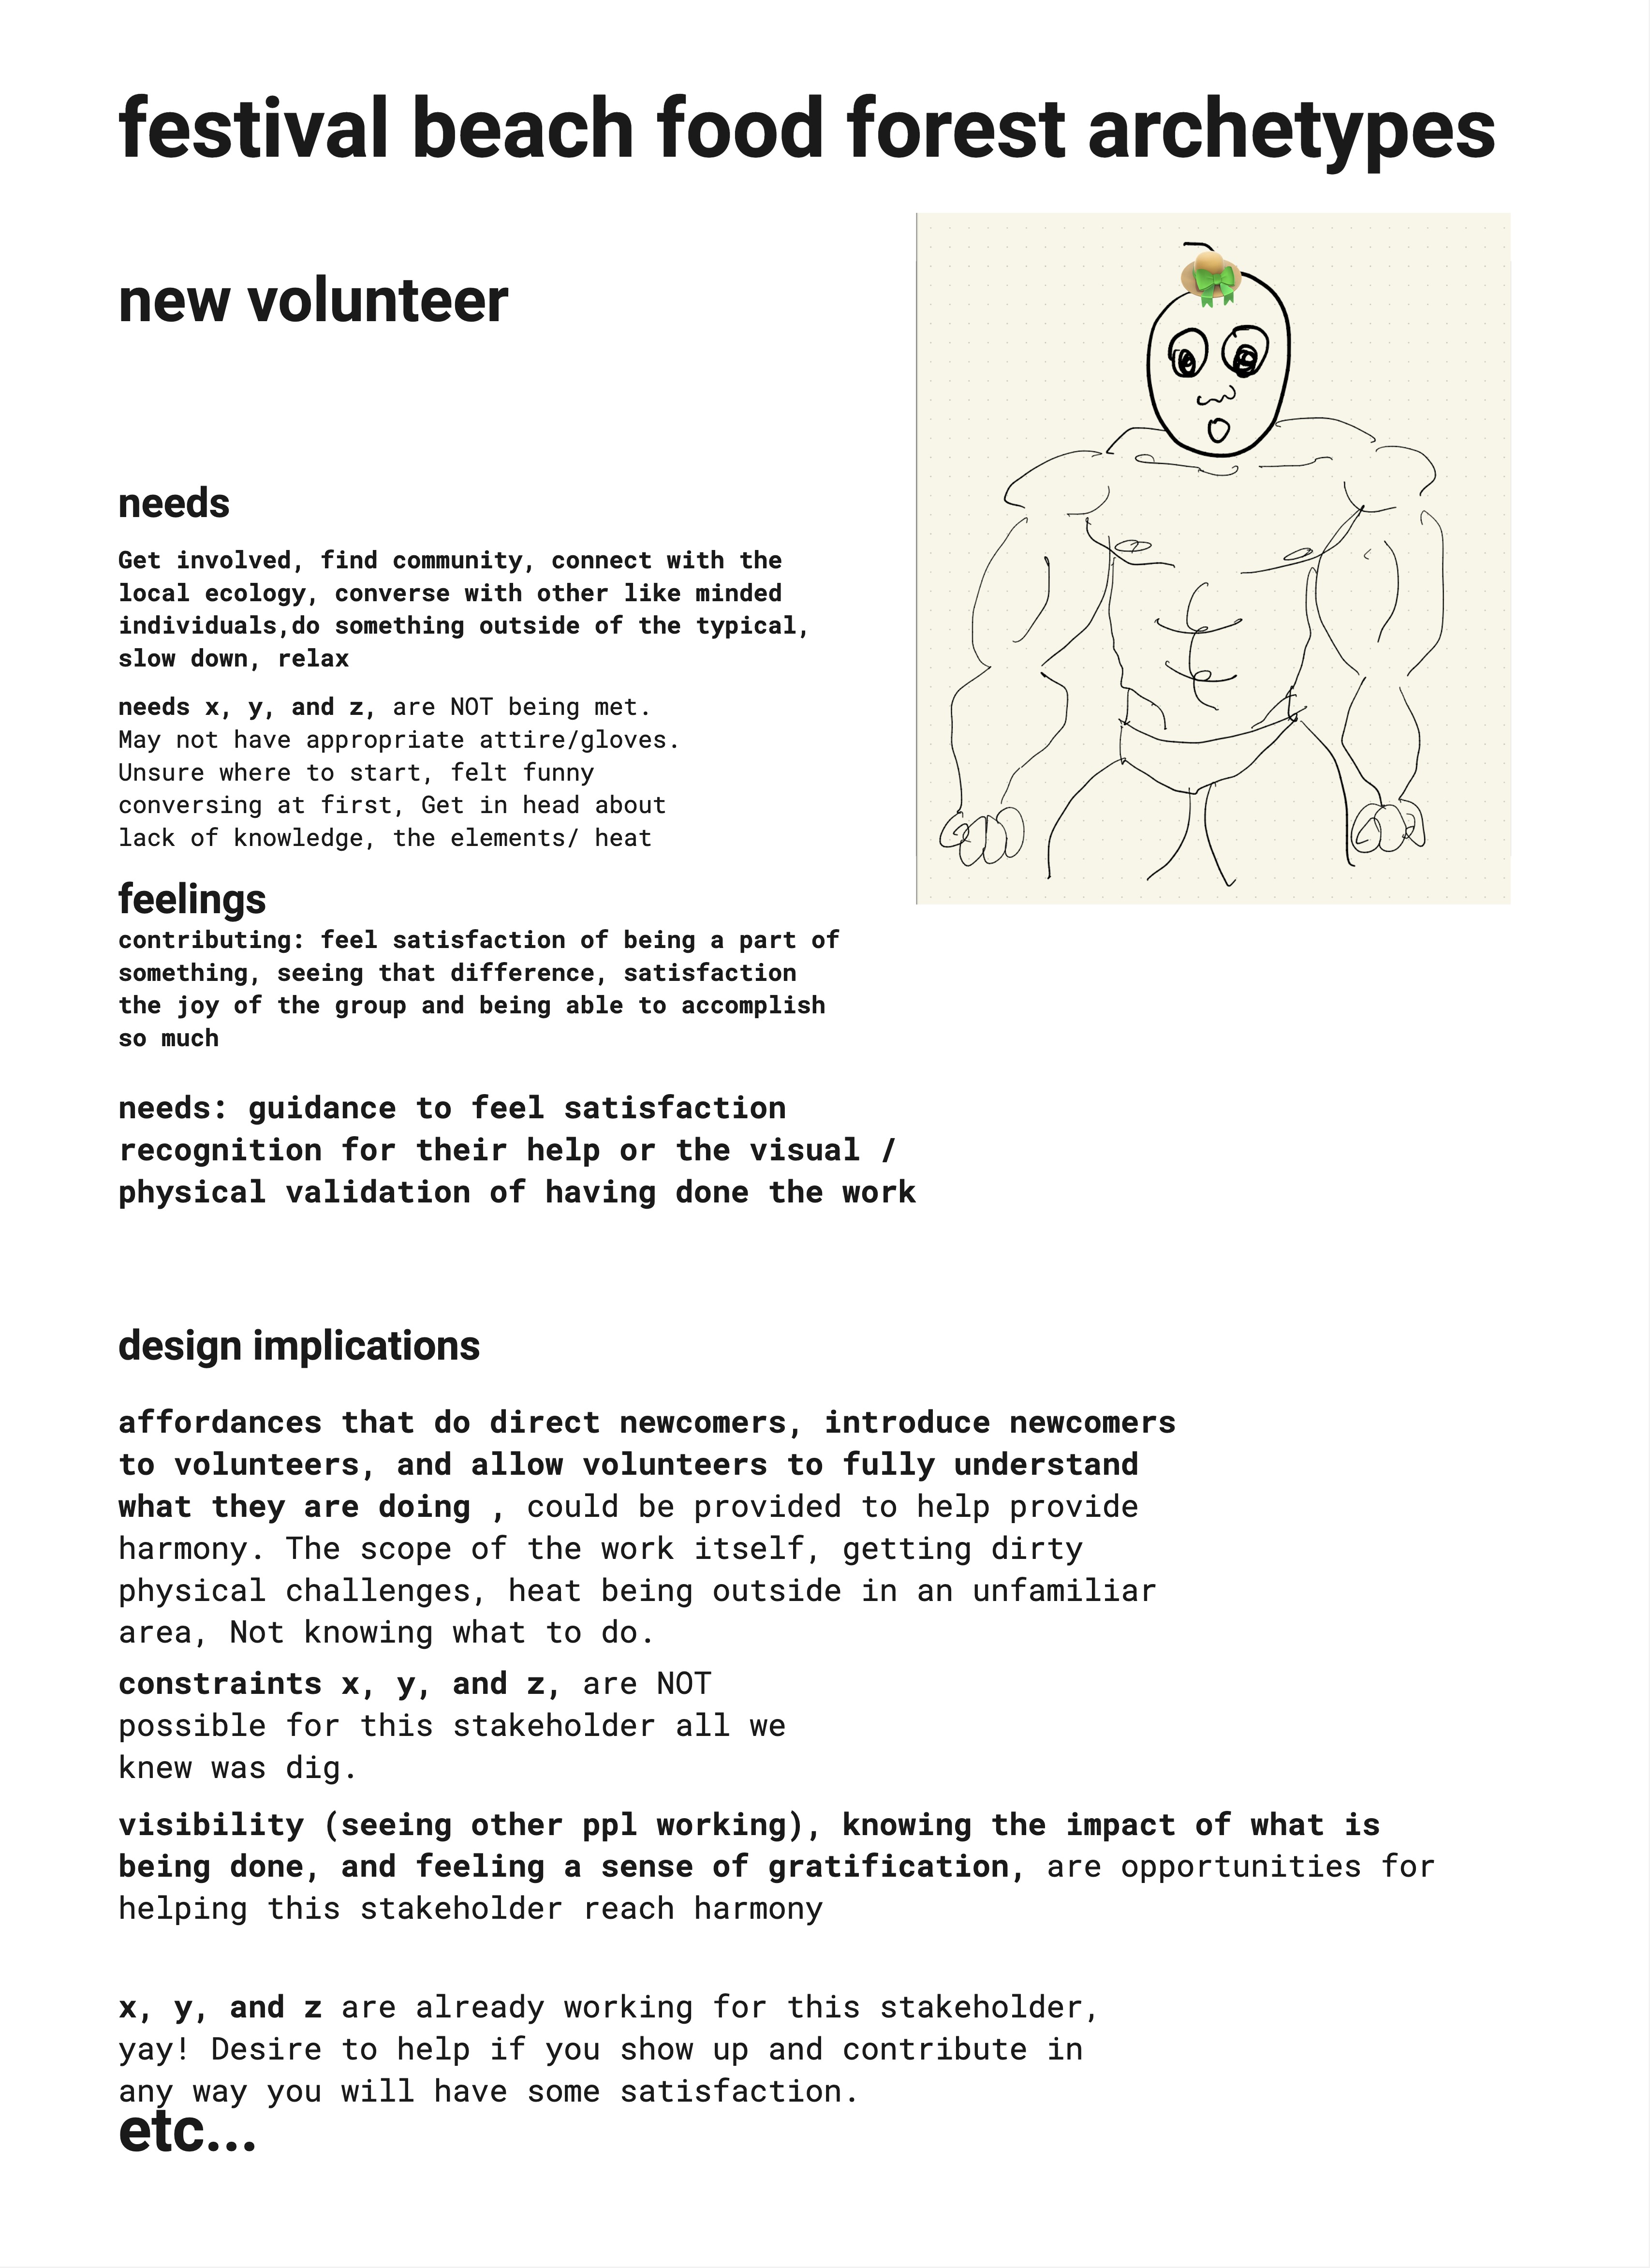 festival beach food forest archetypes
new volunteer
needs
Get involved, find community, connect with the
local ecology, converse with other like minded
individuals,do something outside of the typical,
slow down, relax
needs x, y, and z, are NOT being met.
May not have appropriate attire/gloves.
Unsure where to start, felt funny
conversing at first, Get in head about
lack of knowledge, the elements/ heat
feelings
contributing: feel satisfaction of being a part of
something, seeing that difference, satisfaction
the joy of the group and being able to accomplish
so much
needs: guidance to feel satisfaction
recognition for their help or the visual /
physical validation of having done the work
design implications
affordances that do direct newcomers, introduce newcomers
to volunteers, and allow volunteers to fully understand
what they are doing , could be provided to help provide
harmony. The scope of the work itself, getting dirty
physical challenges, heat being outside in an unfamiliar
area, Not knowing what to do.
constraints x, y, and z, are NOT
possible for this stakeholder all we
knew was dig.
visibility (seeing other ppl working), knowing the impact of what is
being done, and feeling a sense of gratification, are opportunities for
helping this stakeholder reach harmony
x, y, and z are already working for this stakeholder,
yay! Desire to help if you show up and contribute in
any way you will have some satisfaction.
etc...